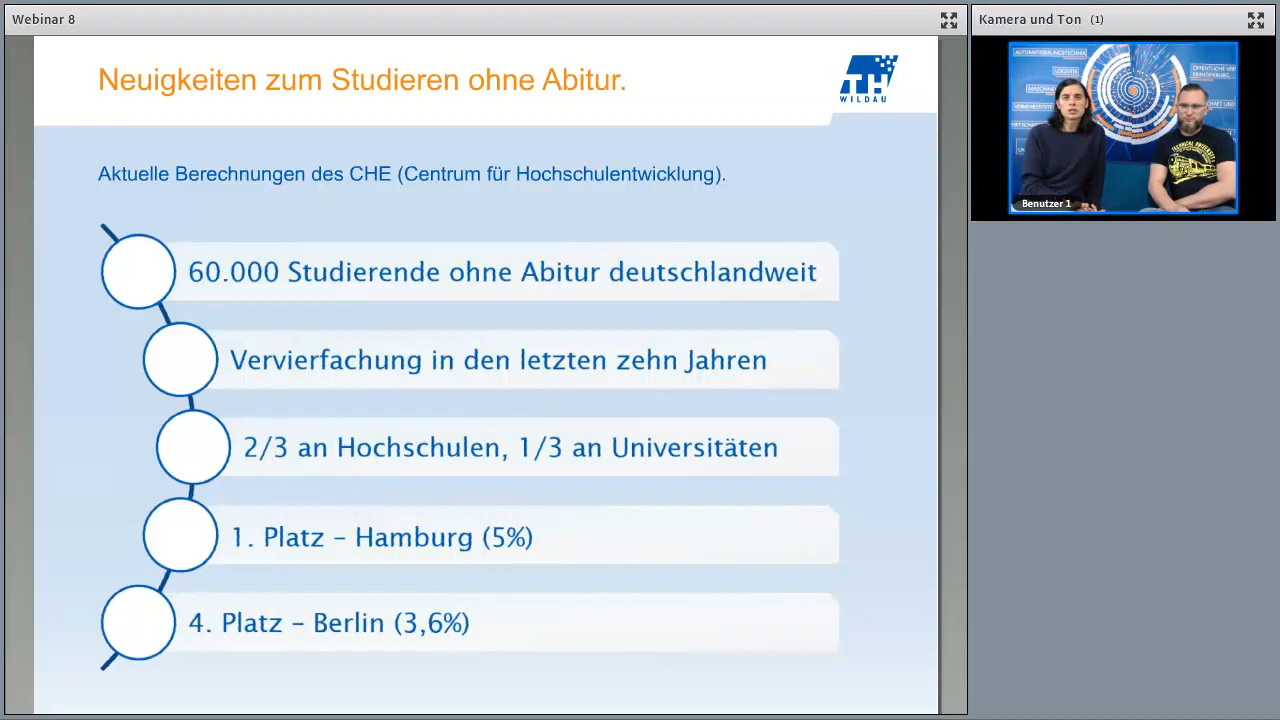 Webinar 8
Kamera und Ton (1)
Neuigkeiten zum Studieren ohne Abitur.
TH
WILDAU
Aktuelle Berechnungen des CHE (Centrum für Hochschulentwicklung).
60.000 Studierende ohne Abitur deutschlandweit
Vervierfachung in den letzten zehn Jahren
2/3 an Hochschulen, 1/3 an Universitäten
1. Platz – Hamburg (5%)
4. Platz – Berlin (3,6%)
AUTOMATISIERUNGSTECHNIK
LOGISTIK
Benutzer 1